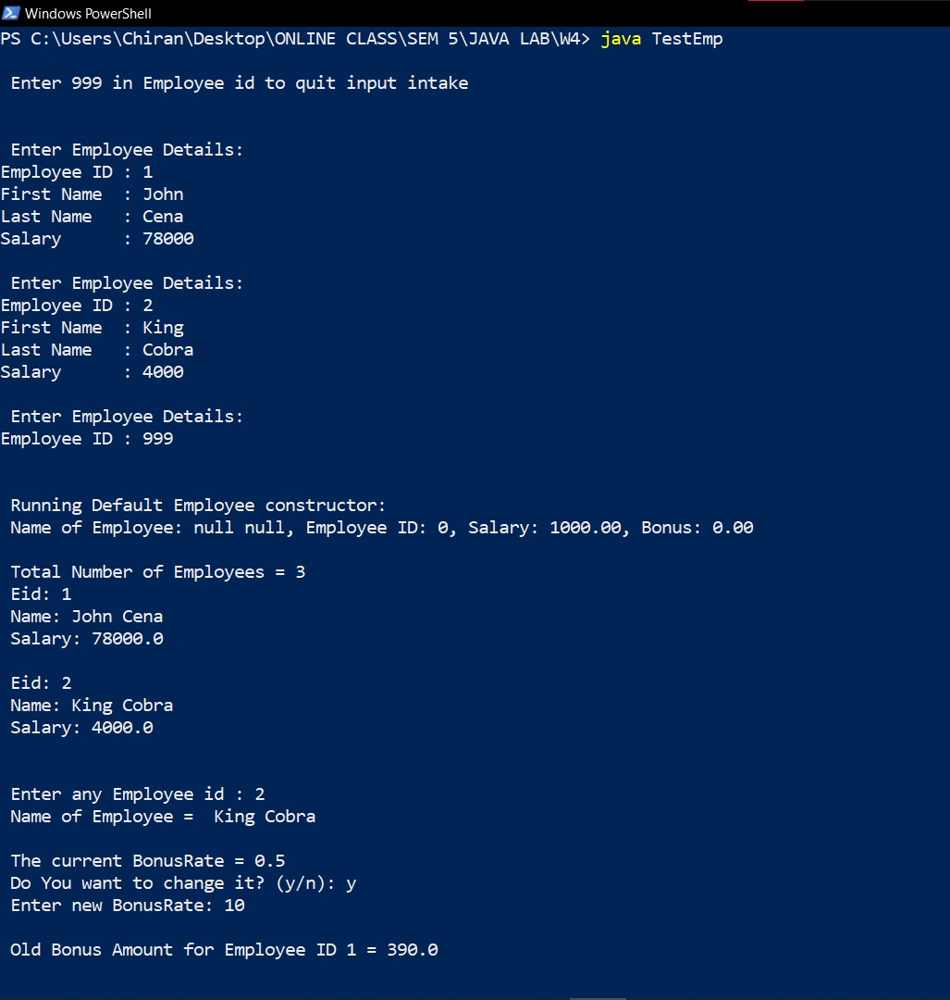 Windows PowerShell
PS C:\Users\Chiran\Desktop\ONLINE CLASS\SEM 5\JAVA LAB\W4> java TestEmp
Enter 999 in Employee id to quit input intake
Enter Employee Details:
Employee ID : 1
First Name  : John
Last Name   : Cena
Salary      : 78000
Enter Employee Details:
Employee ID : 2
First Name  : King
Last Name   : Cobra
Salary      : 4000
Enter Employee Details:
Employee ID : 999
Running Default Employee constructor:
Name of Employee: null null, Employee ID: 0, Salary: 1000.00, Bonus: 0.00
Total Number of Employees = 3
Eid: 1
Name: John Cena
Salary: 78000.0
Eid: 2
Name: King Cobra
Salary: 4000.0
Enter any Employee id : 2
Name of Employee =  King Cobra
The current BonusRate = 0.5
Do You want to change it? (y/n): y
Enter new BonusRate: 10
Old Bonus Amount for Employee ID 1 = 390.0